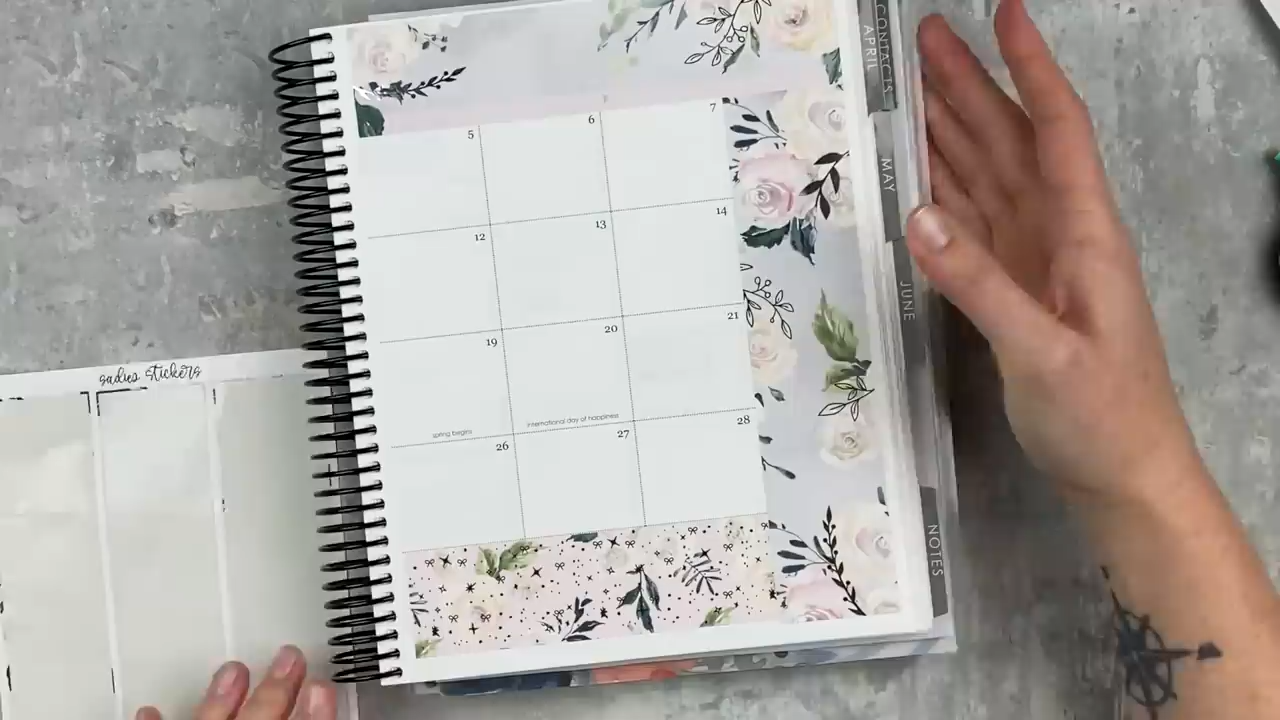 CONTACTS
APRIL
MAY
JUNE
NOTES
5 6 7
12 13 14
19 20 21
spring begins international day of happiness
26 27 28
sadies stickers